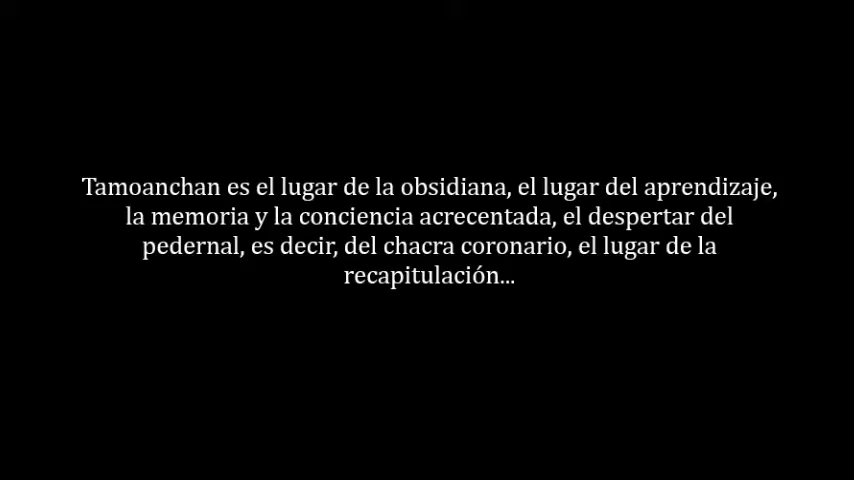 Tamoanchan es el lugar de la obsidiana, el lugar del aprendizaje,
la memoria y la conciencia acrecentada, el despertar del
pedernal, es decir, del chacra coronario, el lugar de la
recapitulación...